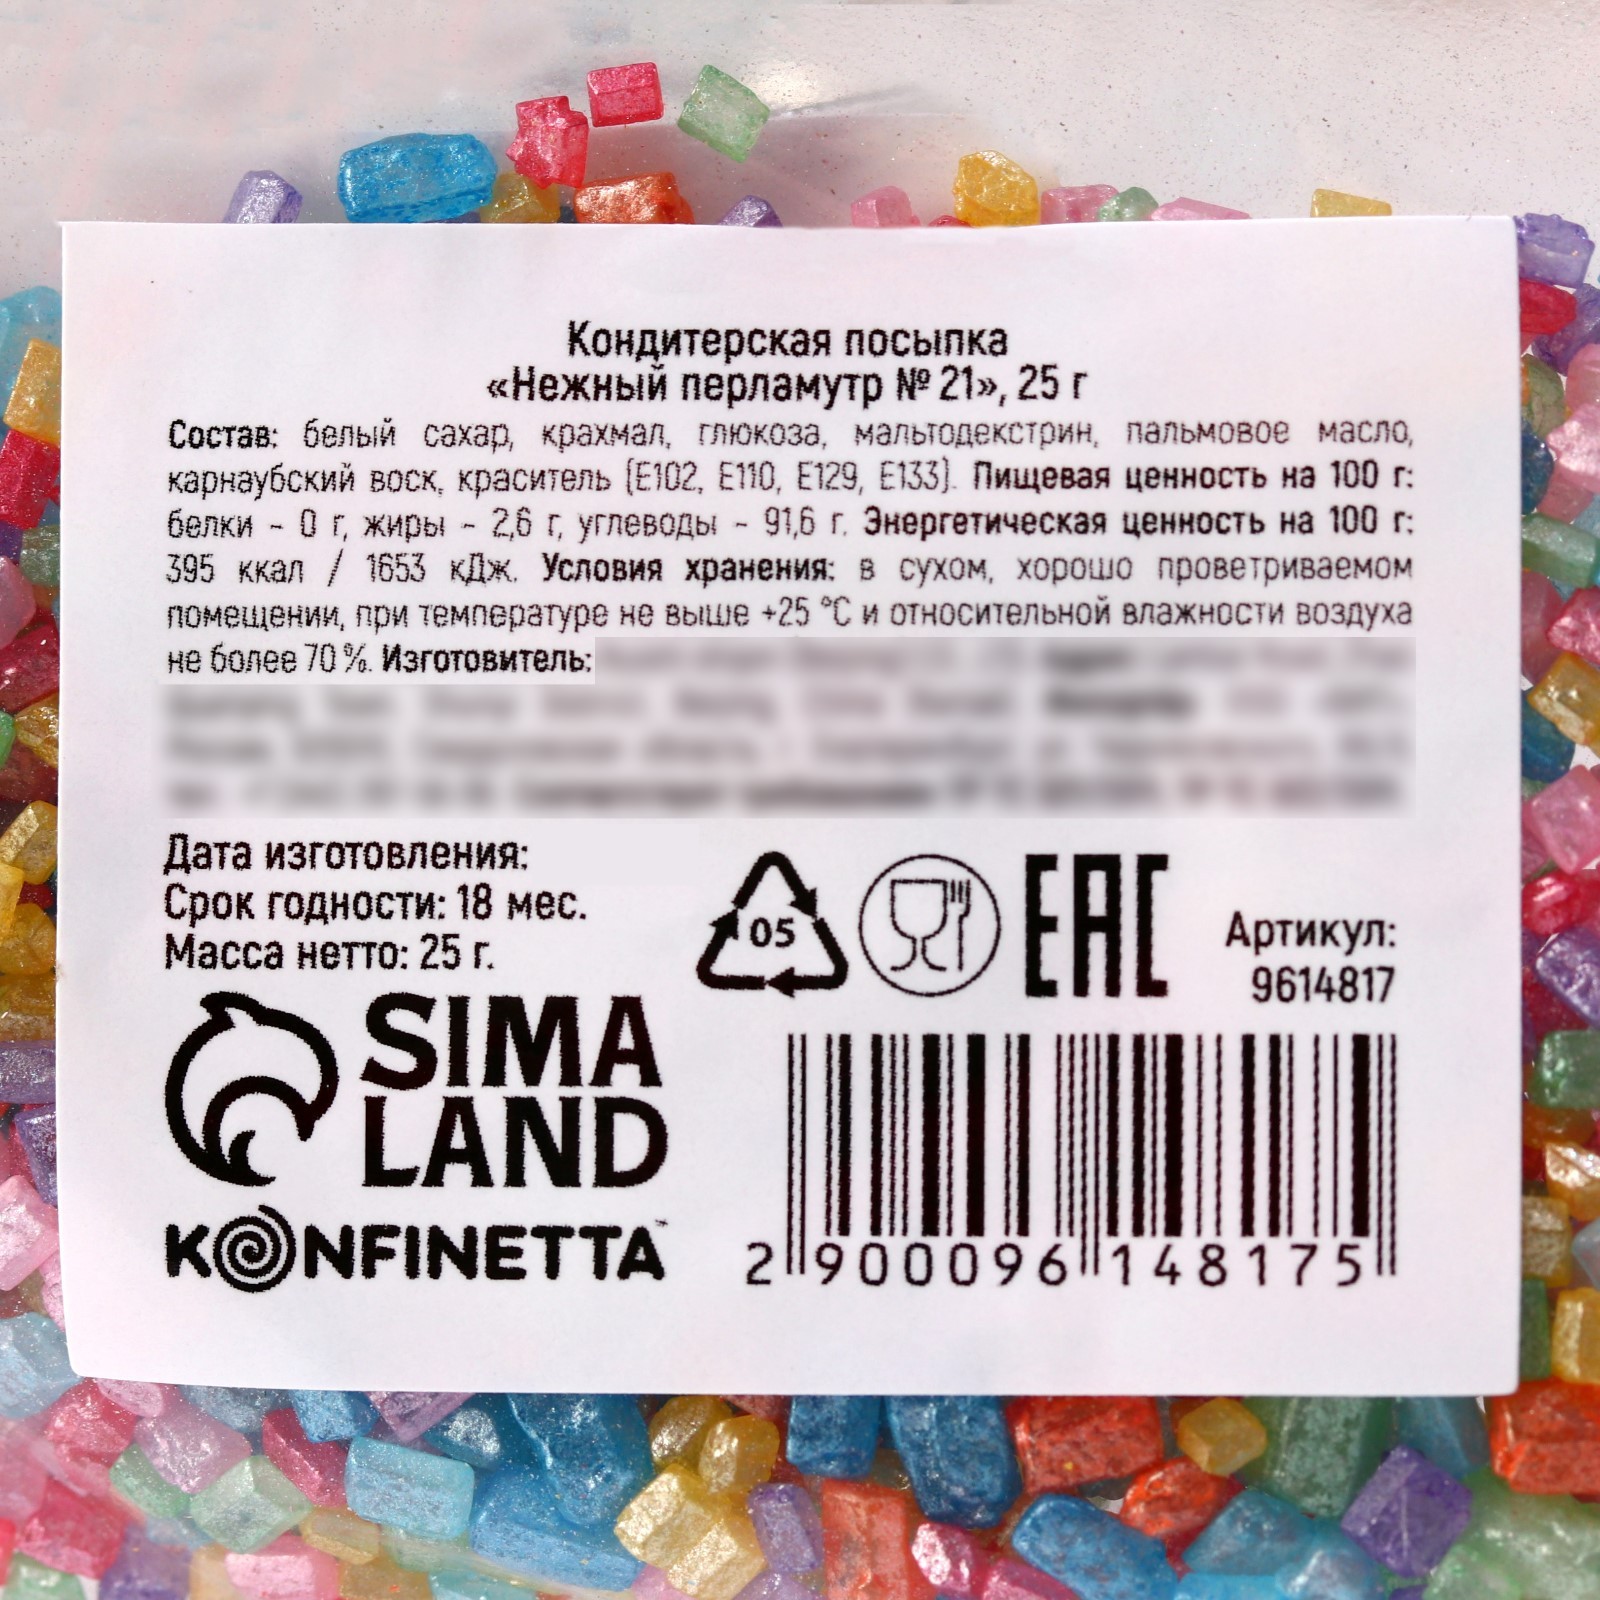 Кондитерская посыпка
«Нежный перламутр № 21», 25 г
Состав: белый сахар, крахмал, глюкоза, мальтодекстрин, пальмовое масло,
карнаубский воск, краситель (Е102, Е110, Е129, Е133). Пищевая ценность на 100 г:
белки - 0 г, жиры - 2,6 г, углеводы - 91,6 г. Энергетическая ценность на 100 г:
395 ккал / 1653 кДж. Условия хранения: в сухом, хорошо проветриваемом
помещении, при температуре не выше +25 °С и относительной влажности воздуха
не более 70 %. Изготовитель:
Дата изготовления:
Срок годности: 18 мес.
Масса нетто: 25 г.
05
EAC
Артикул:
9614817
SIMA
LAND
KONFINETTA™
2 900096 148175